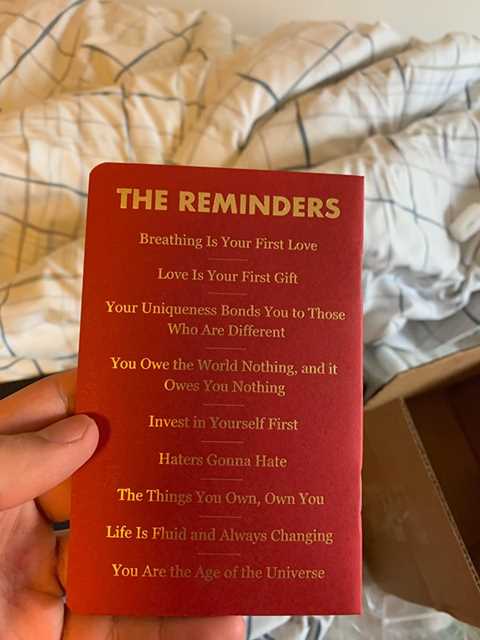 THE REMINDERS
Breathing Is Your First Love
Love Is Your First Gift
Your Uniqueness Bonds You to Those
Who Are Different
You Owe the World Nothing, and it
Owes You Nothing
Invest in Yourself First
Haters Gonna Hate
The Things You Own, Own You
Life Is Fluid and Always Changing
You Are the Age of the Universe